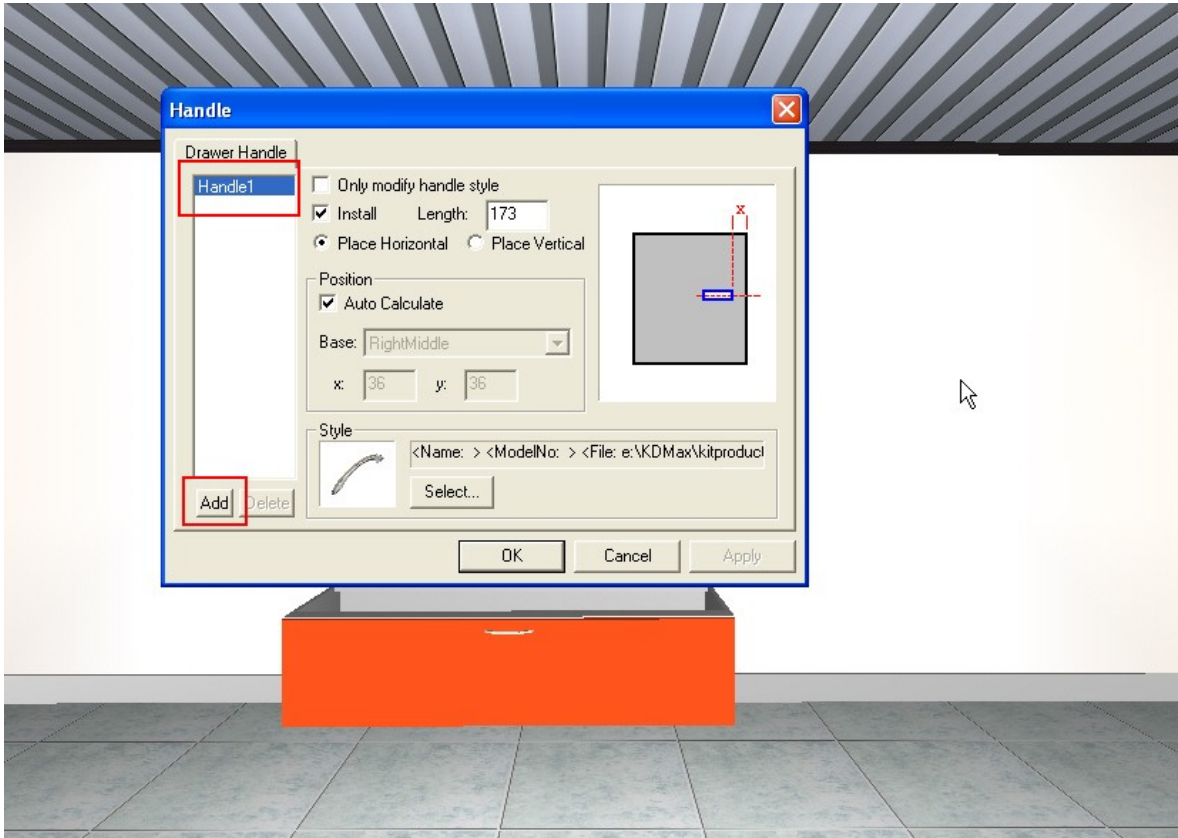 Handle
Drawer Handle
Handle1
Only modify handle style
Install Length: 173
Place Horizontal Place Vertical
Position
Auto Calculate
Base: RightMiddle
x: 36 y: 36
x
Style
<Name: > <ModelNo: > <File: e:\KDMax\kitproduct
Select...
Add Delete
OK Cancel Apply